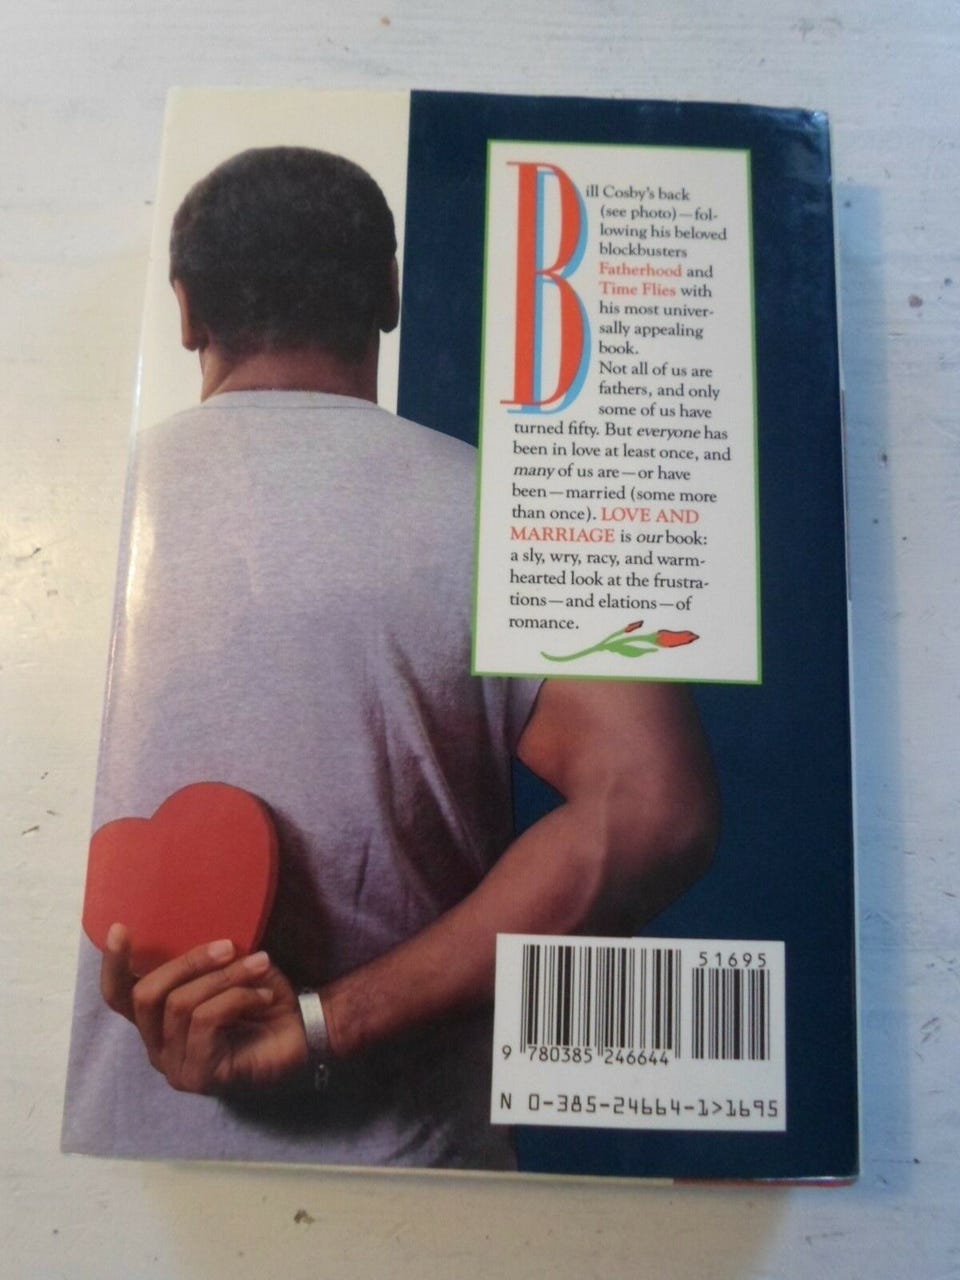 Bill Cosby's back
(see photo)—fol-
lowing his beloved
blockbusters
Fatherhood and
Time Flies with
his most univer-
sally appealing
book.
Not all of us are
fathers, and only
some of us have
turned fifty. But everyone has
been in love at least once, and
many of us are—or have
been—married (some more
than once). LOVE AND
MARRIAGE is our book:
a sly, wry, racy, and warm-
hearted look at the frustra-
tions—and elations—of
romance.
51695
9 780385 246644
N 0-385-24664-1>1695